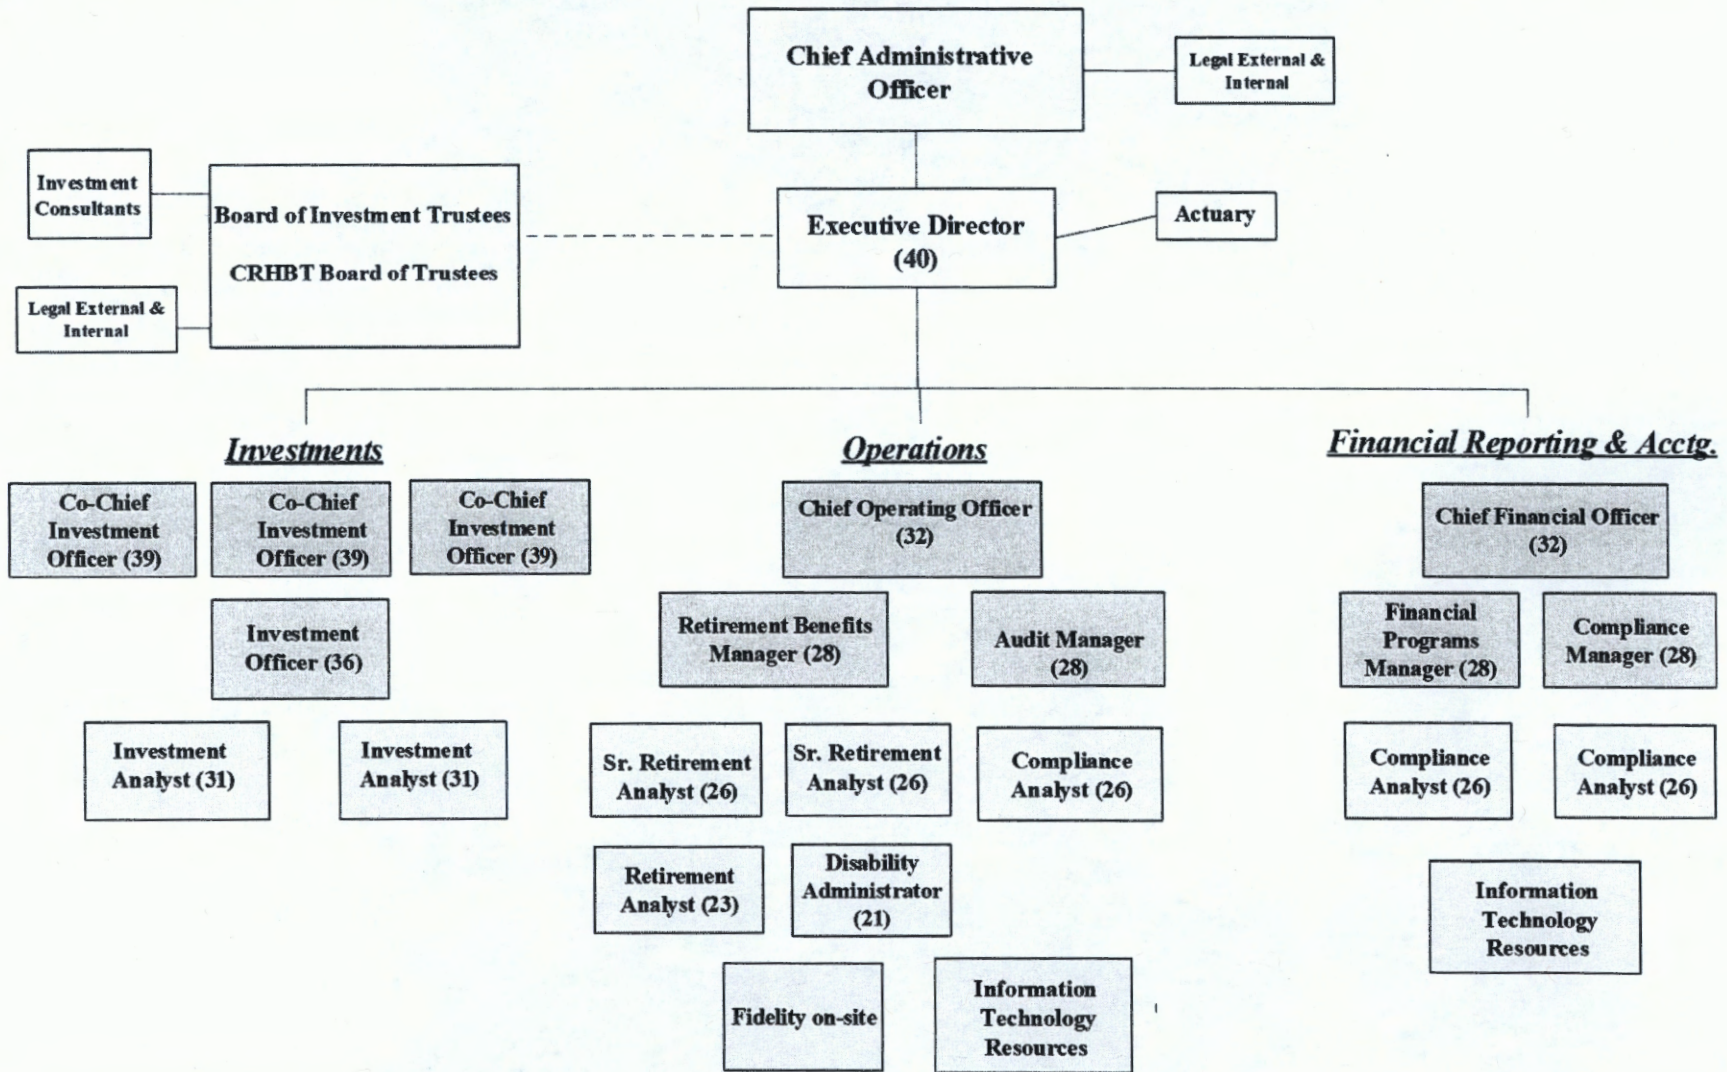 Chief Administrative
Officer
Legal External &
Internal
Investment
Consultants
Board of Investment Trustees
CRHBT Board of Trustees
Legal External &
Internal
Executive Director
(40)
Actuary
Investments
Operations
Financial Reporting & Acctg.
Co-Chief
Investment
Officer (39)
Co-Chief
Investment
Officer (39)
Co-Chief
Investment
Officer (39)
Investment
Officer (36)
Investment
Analyst (31)
Investment
Analyst (31)
Chief Operating Officer
(32)
Retirement Benefits
Manager (28)
Audit Manager
(28)
Sr. Retirement
Analyst (26)
Sr. Retirement
Analyst (26)
Compliance
Analyst (26)
Retirement
Analyst (23)
Disability
Administrator
(21)
Fidelity on-site
Information
Technology
Resources
Chief Financial Officer
(32)
Financial
Programs
Manager (28)
Compliance
Manager (28)
Compliance
Analyst (26)
Compliance
Analyst (26)
Information
Technology
Resources